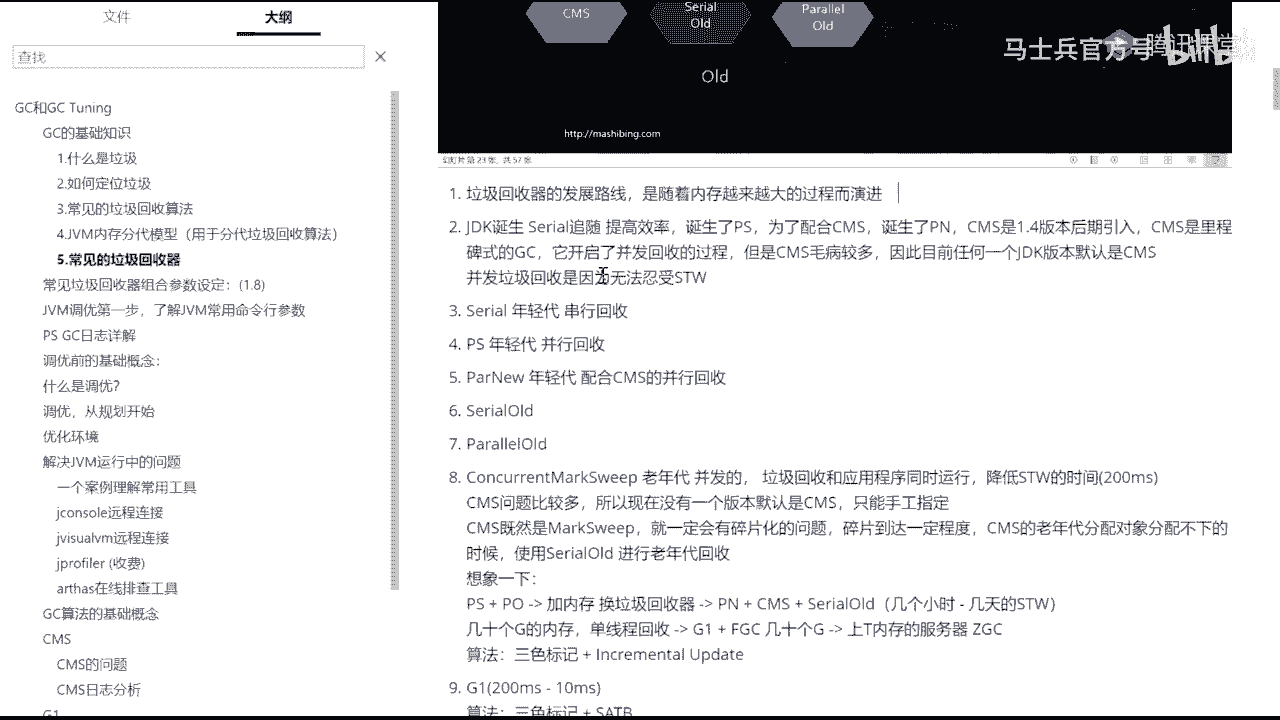 文件
大纲
查找
GC和GC Tuning
GC的基础知识
1.什么是垃圾
2.如何定位垃圾
3.常见的垃圾回收算法
4.JVM内存分代模型（用于分代垃圾回收算法）
5.常见的垃圾回收器
常见垃圾回收器组合参数设定：(1.8)
JVM调优第一步，了解JVM常用命令行参数
PS GC日志详解
调优前的基础概念：
什么是调优？
调优，从规划开始
优化环境
解决JVM运行中的问题
一个案例理解常用工具
jconsole远程连接
jvisualvm远程连接
jprofiler (收费)
arthas在线排查工具
GC算法的基础概念
CMS
CMS的问题
CMS日志分析
G1
CMS
Serial
Old
Parallel
Old
马士兵官方号
腾讯课堂
bilibili
Old
http://mashibing.com
幻灯片第 23 张，共 57 张
1. 垃圾回收器的发展路线，是随着内存越来越大的过程而演进
2. JDK诞生 Serial追随 提高效率，诞生了PS，为了配合CMS，诞生了PN，CMS是1.4版本后期引入，CMS是里程
碑式的GC，它开启了并发回收的过程，但是CMS毛病较多，因此目前任何一个JDK版本默认是CMS
并发垃圾回收是因为无法忍受STW
3. Serial 年轻代 串行回收
4. PS 年轻代 并行回收
5. ParNew 年轻代 配合CMS的并行回收
6. SerialOld
7. ParallelOld
8. ConcurrentMarkSweep 老年代 并发的， 垃圾回收和应用程序同时运行，降低STW的时间(200ms)
CMS问题比较多，所以现在没有一个版本默认是CMS，只能手工指定
CMS既然是MarkSweep，就一定会有碎片化的问题，碎片到达一定程度，CMS的老年代分配对象分配不下的
时候，使用SerialOld 进行老年代回收
想象一下：
PS + PO -> 加内存 换垃圾回收器 -> PN + CMS + SerialOld（几个小时 - 几天的STW）
几十个G的内存，单线程回收 -> G1 + FGC 几十个G -> 上T内存的服务器 ZGC
算法：三色标记 + Incremental Update
9. G1(200ms - 10ms)
算法：三色标记 + SATB